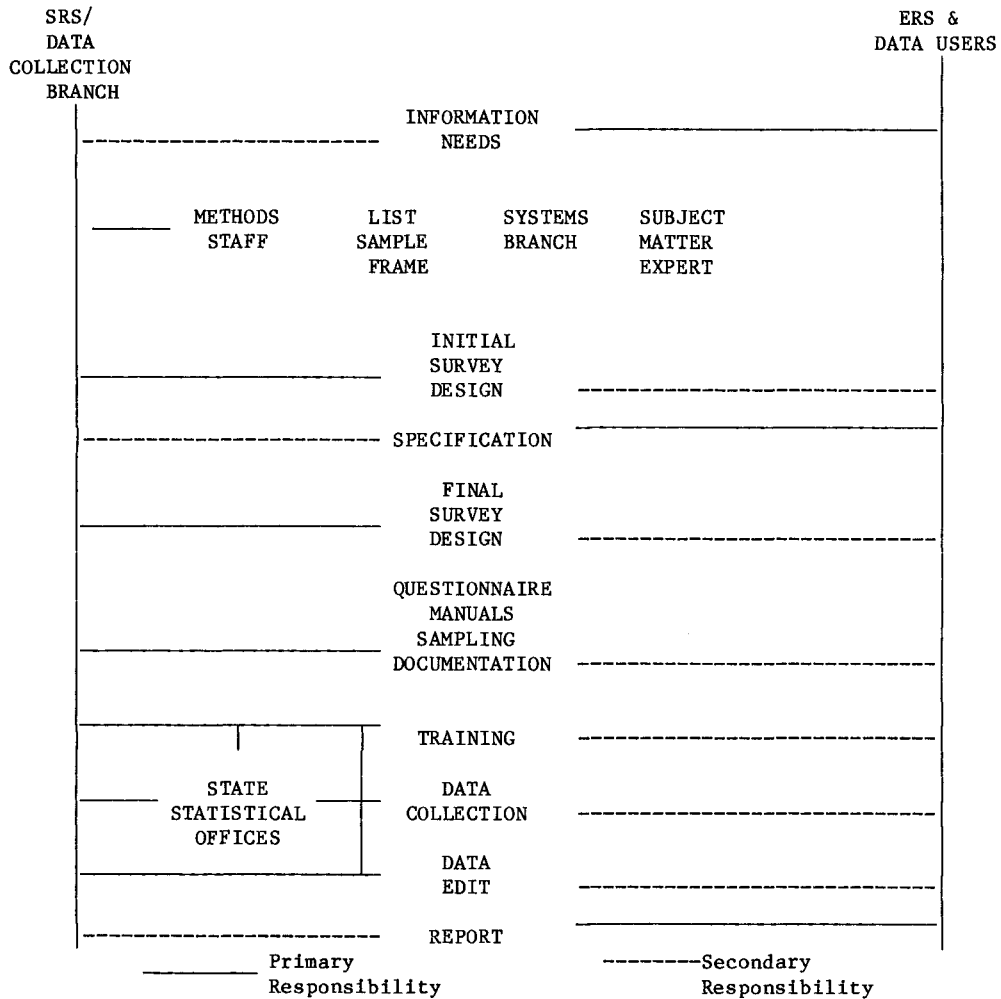 SRS/
DATA
COLLECTION
BRANCH
ERS &
DATA USERS
INFORMATION
NEEDS
METHODS
STAFF
LIST
SAMPLE
FRAME
SYSTEMS
BRANCH
SUBJECT
MATTER
EXPERT
INITIAL
SURVEY
DESIGN
SPECIFICATION
FINAL
SURVEY
DESIGN
QUESTIONNAIRE
MANUALS
SAMPLING
DOCUMENTATION
TRAINING
STATE
STATISTICAL
OFFICES
DATA
COLLECTION
DATA
EDIT
REPORT
Primary
Responsibility
Secondary
Responsibility